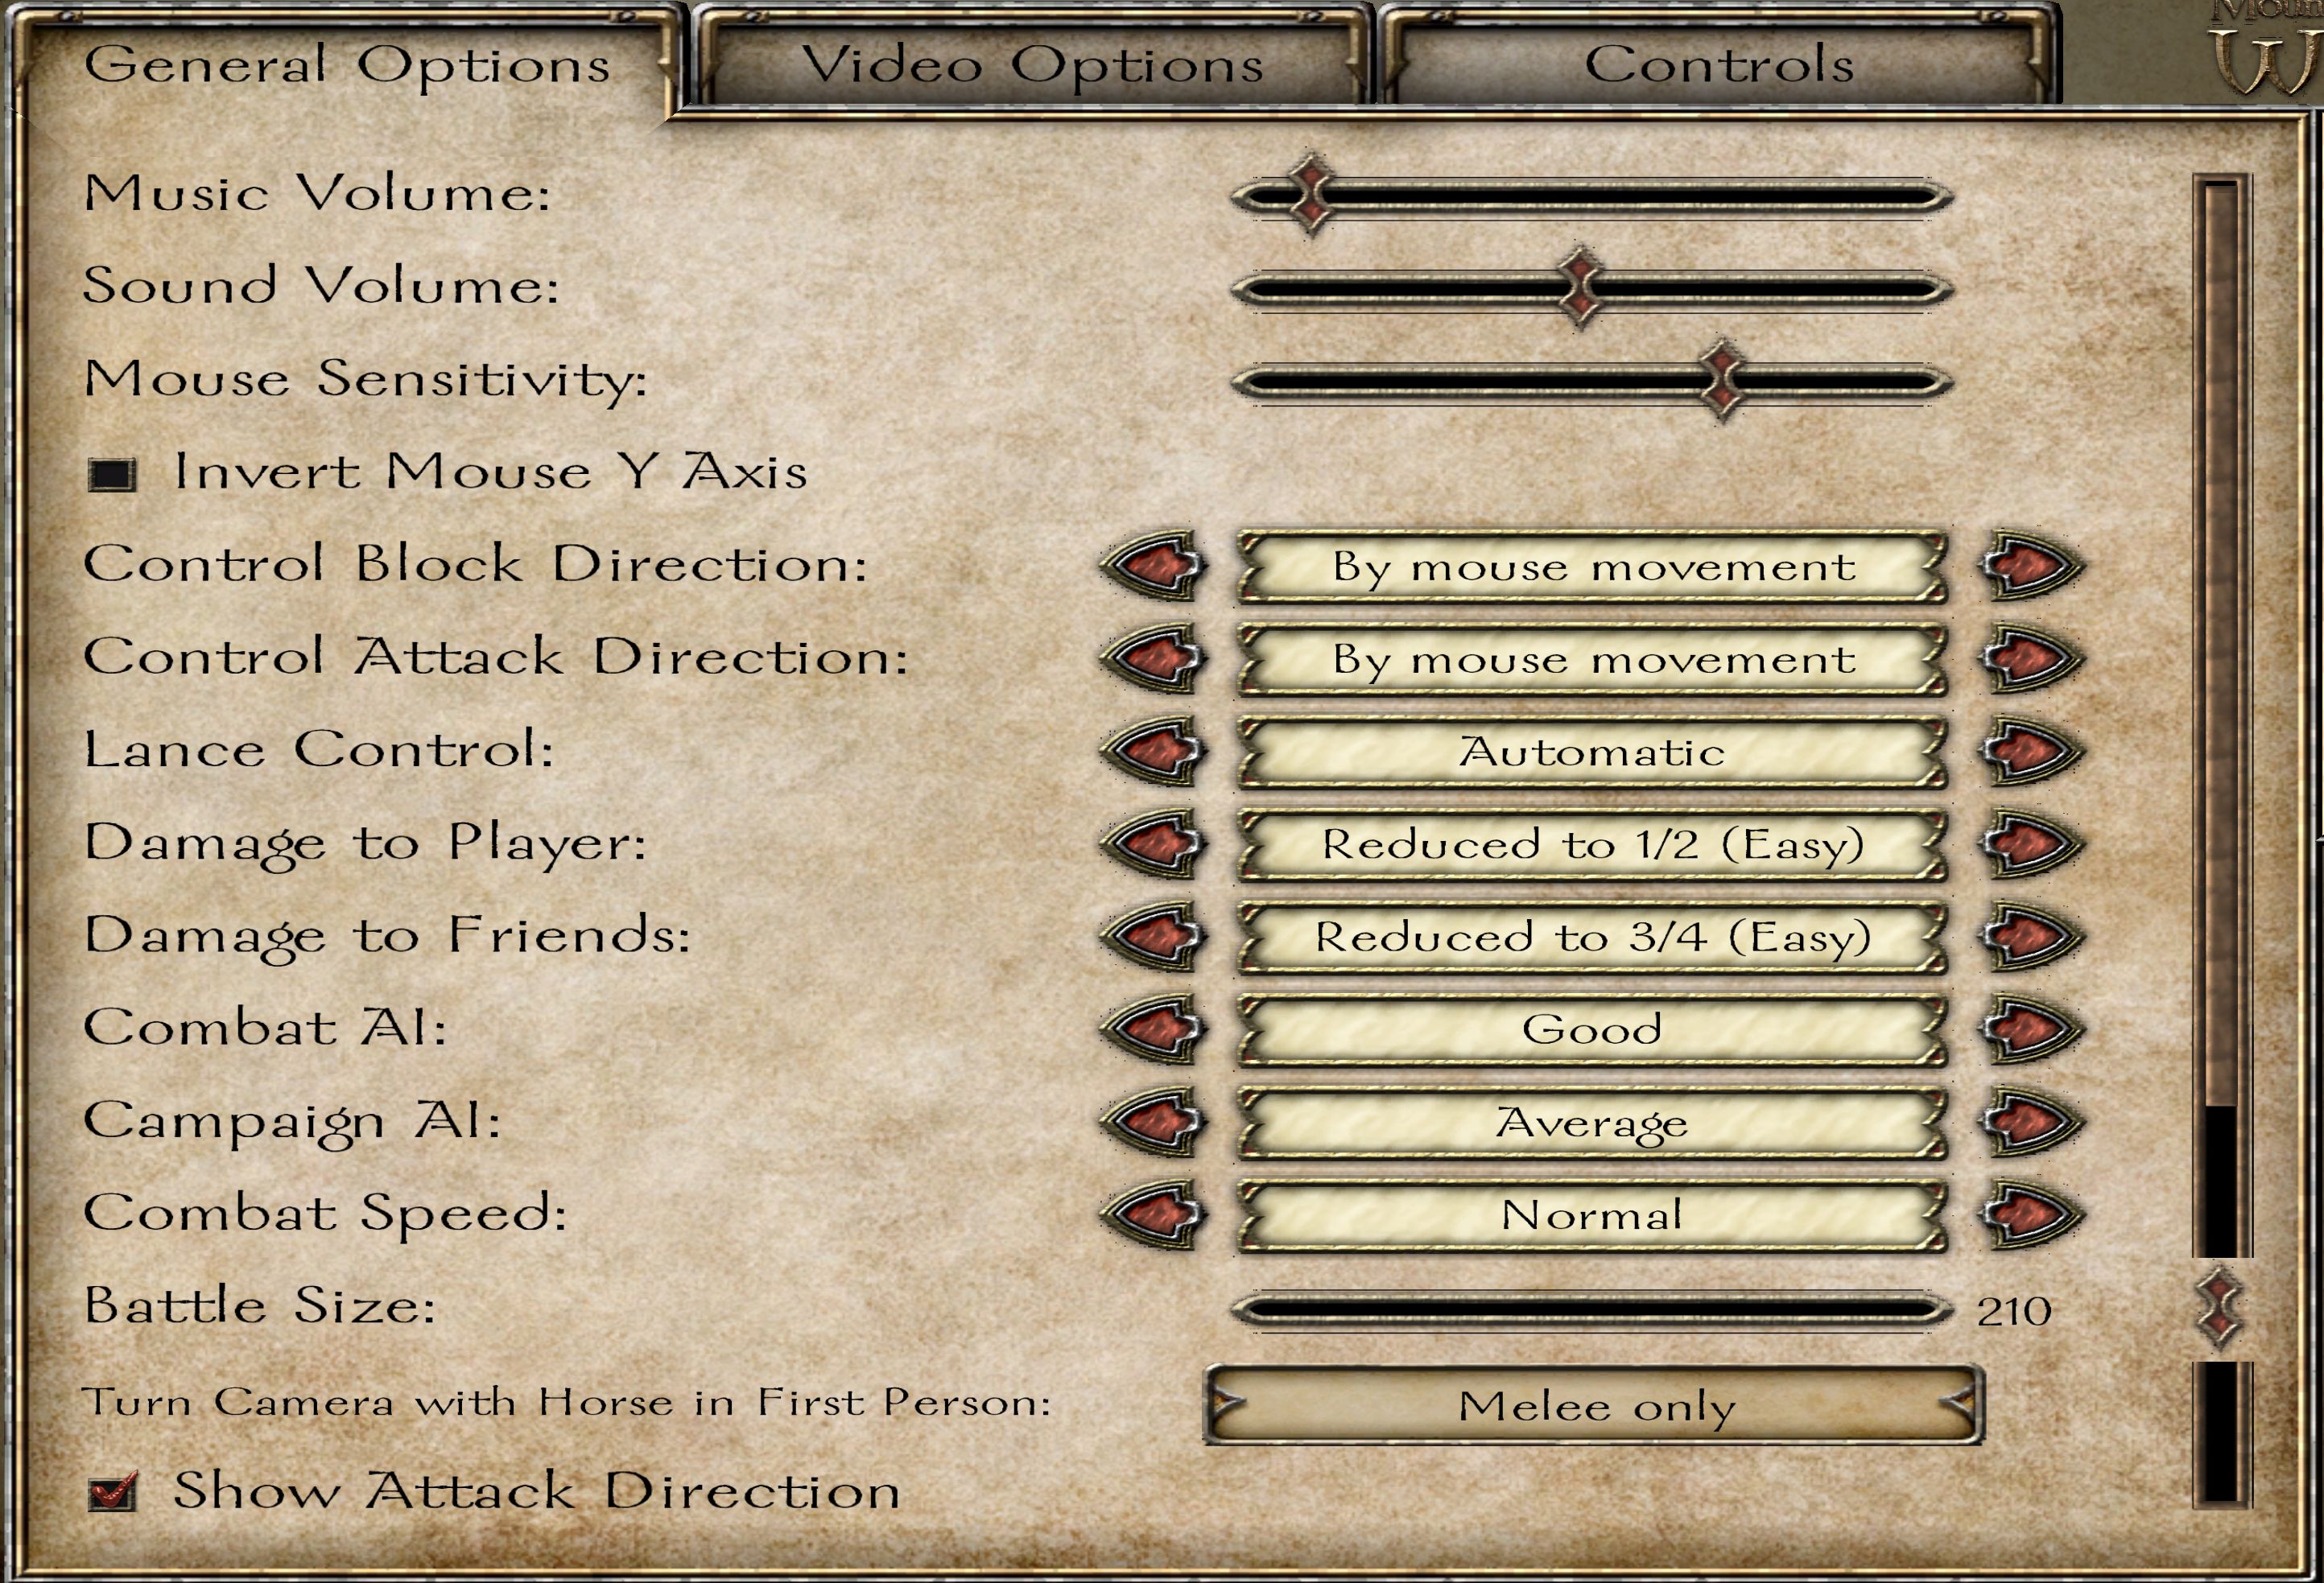 General Options
Video Options
Controls
Moun
W
Music Volume:
Sound Volume:
Mouse Sensitivity:
Invert Mouse Y Axis
Control Block Direction: By mouse movement
Control Attack Direction: By mouse movement
Lance Control: Automatic
Damage to Player: Reduced to 1/2 (Easy)
Damage to Friends: Reduced to 3/4 (Easy)
Combat AI: Good
Campaign AI: Average
Combat Speed: Normal
Battle Size: 210
Turn Camera with Horse in First Person: Melee only
Show Attack Direction